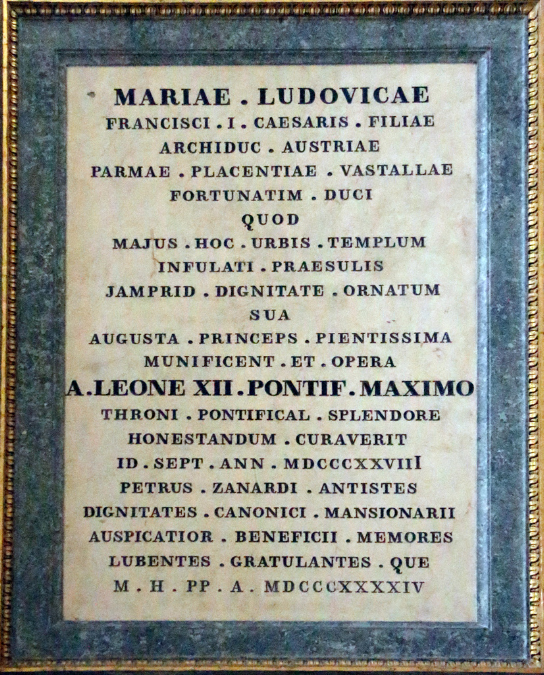 MARIAE . LUDOVICAE
FRANCISCI . I . CAESARIS . FILIAE
ARCHIDUC . AUSTRIAE
PARMAE . PLACENTIAE . VASTALLAE
FORTUNATIM . DUCI
QUOD
MAJUS . HOC . URBIS . TEMPLUM
INFULATI . PRAESULIS
JAMPRID . DIGNITATE . ORNATUM
SUA
AUGUSTA . PRINCEPS . PIENTISSIMA
MUNIFICENT . ET . OPERA
A . LEONE XII . PONTIF . MAXIMO
THRONI . PONTIFICAL . SPLENDORE
HONESTANDUM . CURAVERIT
ID . SEPT . ANN . MDCCCXXVIIII
PETRUS . ZANARDI . ANTISTES
DIGNITATES . CANONICI . MANSIONARII
AUSPICATIOR . BENEFICII . MEMORES
LUBENTES . GRATULANTES . QUE
M . H . PP . A . MDCCCXXXXIV